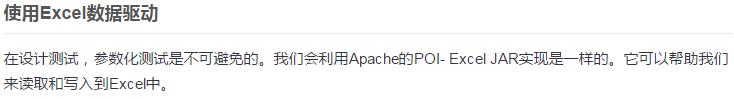 使用Excel数据驱动
在设计测试，参数化测试是不可避免的。我们会利用Apache的POI- Excel JAR实现是一样的。它可以帮助我们
来读取和写入到Excel中。